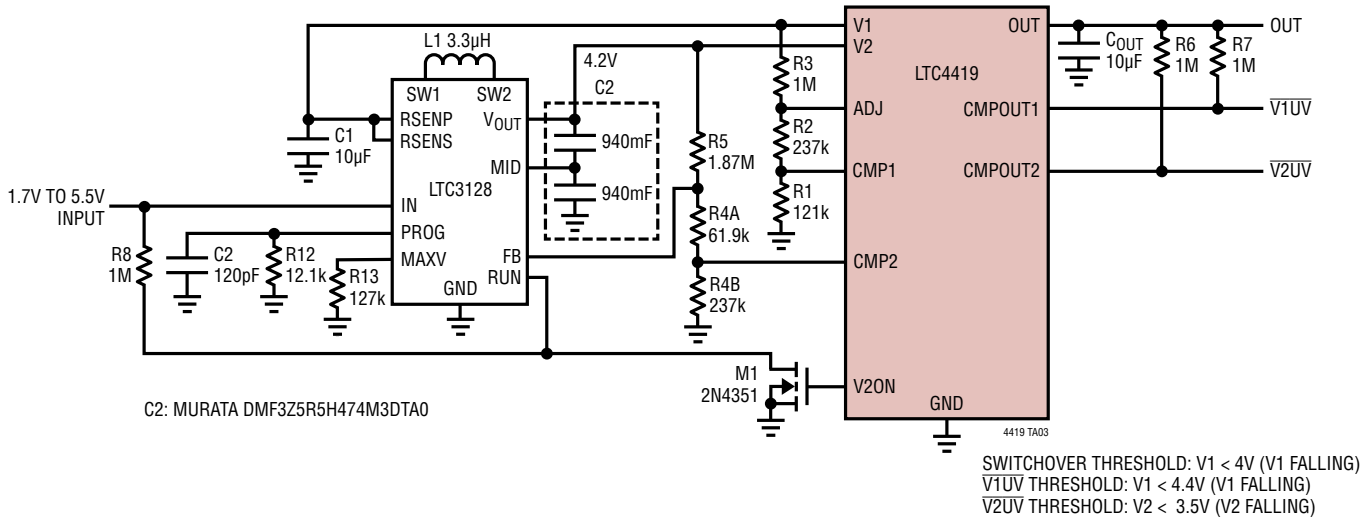 L1 3.3µH
SW1
SW2
RSENP
RSENS
VOUT
MID
LTC3128
IN
PROG
MAXV
FB
RUN
GND
C1
10µF
1.7V TO 5.5V
INPUT
R8
1M
C2
120pF
R12
12.1k
R13
127k
4.2V
C2
940mF
940mF
R5
1.87M
R4A
61.9k
R4B
237k
R3
1M
R2
237k
R1
121k
V1
V2
ADJ
CMP1
CMP2
V2ON
GND
LTC4419
OUT
CMPOUT1
CMPOUT2
COUT
10µF
R6
1M
R7
1M
OUT
V1UV
V2UV
M1
2N4351
C2: MURATA DMF3Z5R5H474M3DTA0
4419 TA03
SWITCHOVER THRESHOLD: V1 < 4V (V1 FALLING)
V1UV THRESHOLD: V1 < 4.4V (V1 FALLING)
V2UV THRESHOLD: V2 < 3.5V (V2 FALLING)